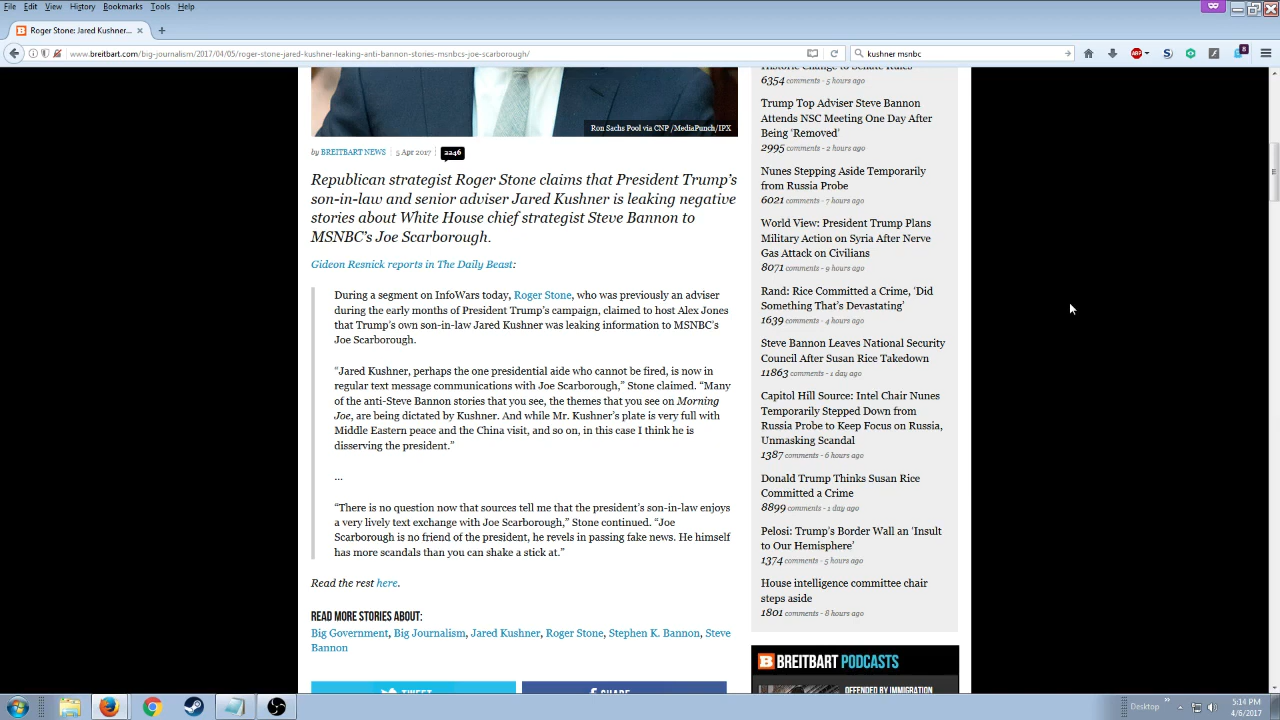 File Edit View History Bookmarks Tools Help
Roger Stone: Jared Kushner...
www.breitbart.com/big-journalism/2017/04/05/roger-stone-jared-kushner-leaking-anti-bannon-stories-msnbcs-joe-scarborough/
kushner msnbc
ABP
8
Ron Sachs Pool via CNP /MediaPunch/IPX
by BREITBART NEWS | 5 Apr 2017 | 2246
Republican strategist Roger Stone claims that President Trump’s
son-in-law and senior adviser Jared Kushner is leaking negative
stories about White House chief strategist Steve Bannon to
MSNBC’s Joe Scarborough.
Gideon Resnick reports in The Daily Beast:
During a segment on InfoWars today, Roger Stone, who was previously an adviser
during the early months of President Trump’s campaign, claimed to host Alex Jones
that Trump’s own son-in-law Jared Kushner was leaking information to MSNBC’s
Joe Scarborough.
“Jared Kushner, perhaps the one presidential aide who cannot be fired, is now in
regular text message communications with Joe Scarborough,” Stone claimed. “Many
of the anti-Steve Bannon stories that you see, the themes that you see on Morning
Joe, are being dictated by Kushner. And while Mr. Kushner’s plate is very full with
Middle Eastern peace and the China visit, and so on, in this case I think he is
disserving the president.”
...
“There is no question now that sources tell me that the president’s son-in-law enjoys
a very lively text exchange with Joe Scarborough,” Stone continued. “Joe
Scarborough is no friend of the president, he revels in passing fake news. He himself
has more scandals than you can shake a stick at.”
Read the rest here.
READ MORE STORIES ABOUT:
Big Government, Big Journalism, Jared Kushner, Roger Stone, Stephen K. Bannon, Steve
Bannon
TWEET
SHARE
Historic Change to Senate Rules
6354 comments - 5 hours ago
Trump Top Adviser Steve Bannon
Attends NSC Meeting One Day After
Being ‘Removed’
2995 comments - 2 hours ago
Nunes Stepping Aside Temporarily
from Russia Probe
6021 comments - 7 hours ago
World View: President Trump Plans
Military Action on Syria After Nerve
Gas Attack on Civilians
8071 comments - 9 hours ago
Rand: Rice Committed a Crime, ‘Did
Something That’s Devastating’
1639 comments - 4 hours ago
Steve Bannon Leaves National Security
Council After Susan Rice Takedown
11863 comments - 1 day ago
Capitol Hill Source: Intel Chair Nunes
Temporarily Stepped Down from
Russia Probe to Keep Focus on Russia,
Unmasking Scandal
1387 comments - 6 hours ago
Donald Trump Thinks Susan Rice
Committed a Crime
8899 comments - 1 day ago
Pelosi: Trump’s Border Wall an ‘Insult
to Our Hemisphere’
1374 comments - 5 hours ago
House intelligence committee chair
steps aside
1801 comments - 8 hours ago
BREITBART PODCASTS
OFFENDED BY IMMIGRATION
Desktop
5:14 PM
4/6/2017